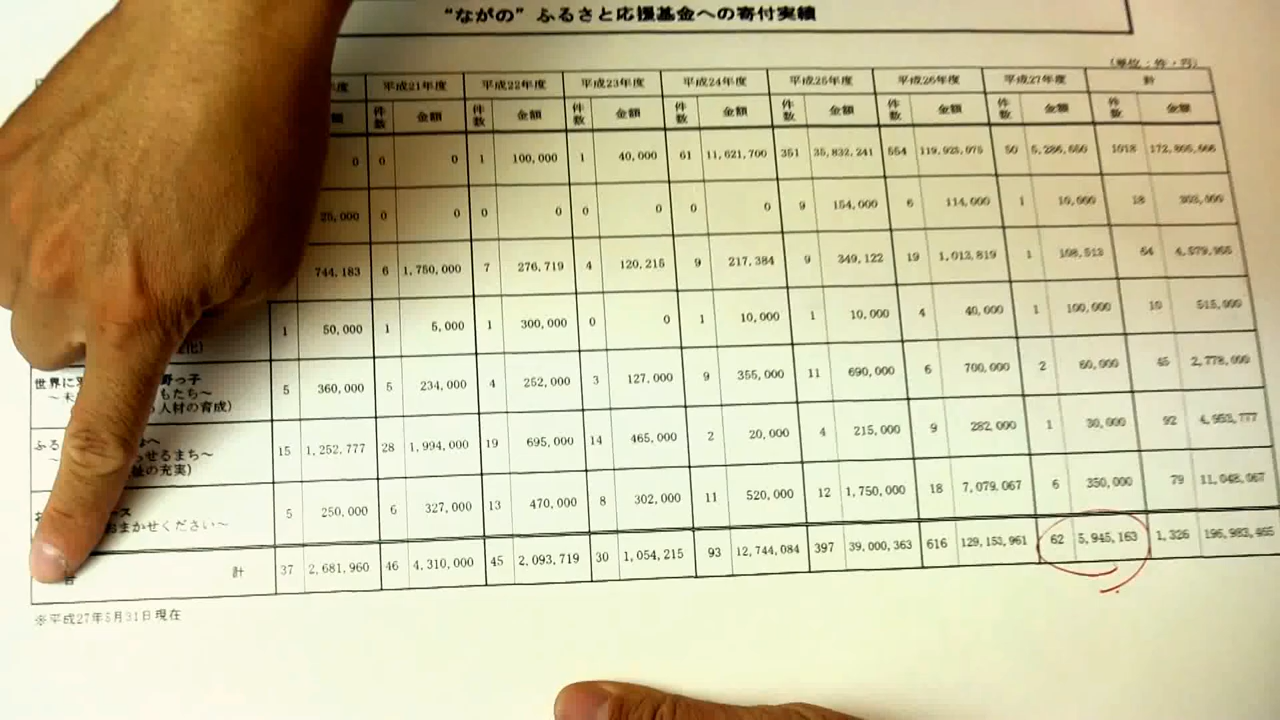 “ながの” ふるさと応援基金への寄付実績
（単位：件・円）
年度 平成21年度 平成22年度 平成23年度 平成24年度 平成25年度 平成26年度 平成27年度 計
額 件数 金額 件数 金額 件数 金額 件数 金額 件数 金額 件数 金額 件数 金額 件数 金額
0 0 0 1 100,000 1 40,000 61 11,621,700 351 35,832,241 554 119,925,075 50 5,286,650 1018
0 0 0 0 0 0 0 0 9 154,000 6 114,000 1 10,000 18
744,183 6 1,750,000 7 276,719 4 120,215 9 217,384 9 349,122 19 1,012,819 1 108,513 64
1 50,000 1 5,000 1 300,000 0 0 1 10,000 1 10,000 4 40,000 1 100,000 10 515,000
世界に 野っ子
もたち～
人材の育成）
5 360,000 5 234,000 4 252,000 3 127,000 9 355,000 11 690,000 6 700,000 2 60,000 45 2,778,000
ふる へ
らせるまち～
祉の充実）
15 1,252,777 28 1,994,000 19 695,000 14 465,000 2 20,000 4 215,000 9 282,000 1 30,000 92 4,953,777
お ース
おまかせください～
5 250,000 6 327,000 13 470,000 8 302,000 11 520,000 12 1,750,000 18 7,079,067 6 350,000 79 11,048,067
計 37 2,681,960 46 4,310,000 45 2,093,719 30 1,054,215 93 12,744,084 397 39,000,363 616 129,153,961 62 5,945,163 1,326 196,983,465
※平成27年5月31日現在